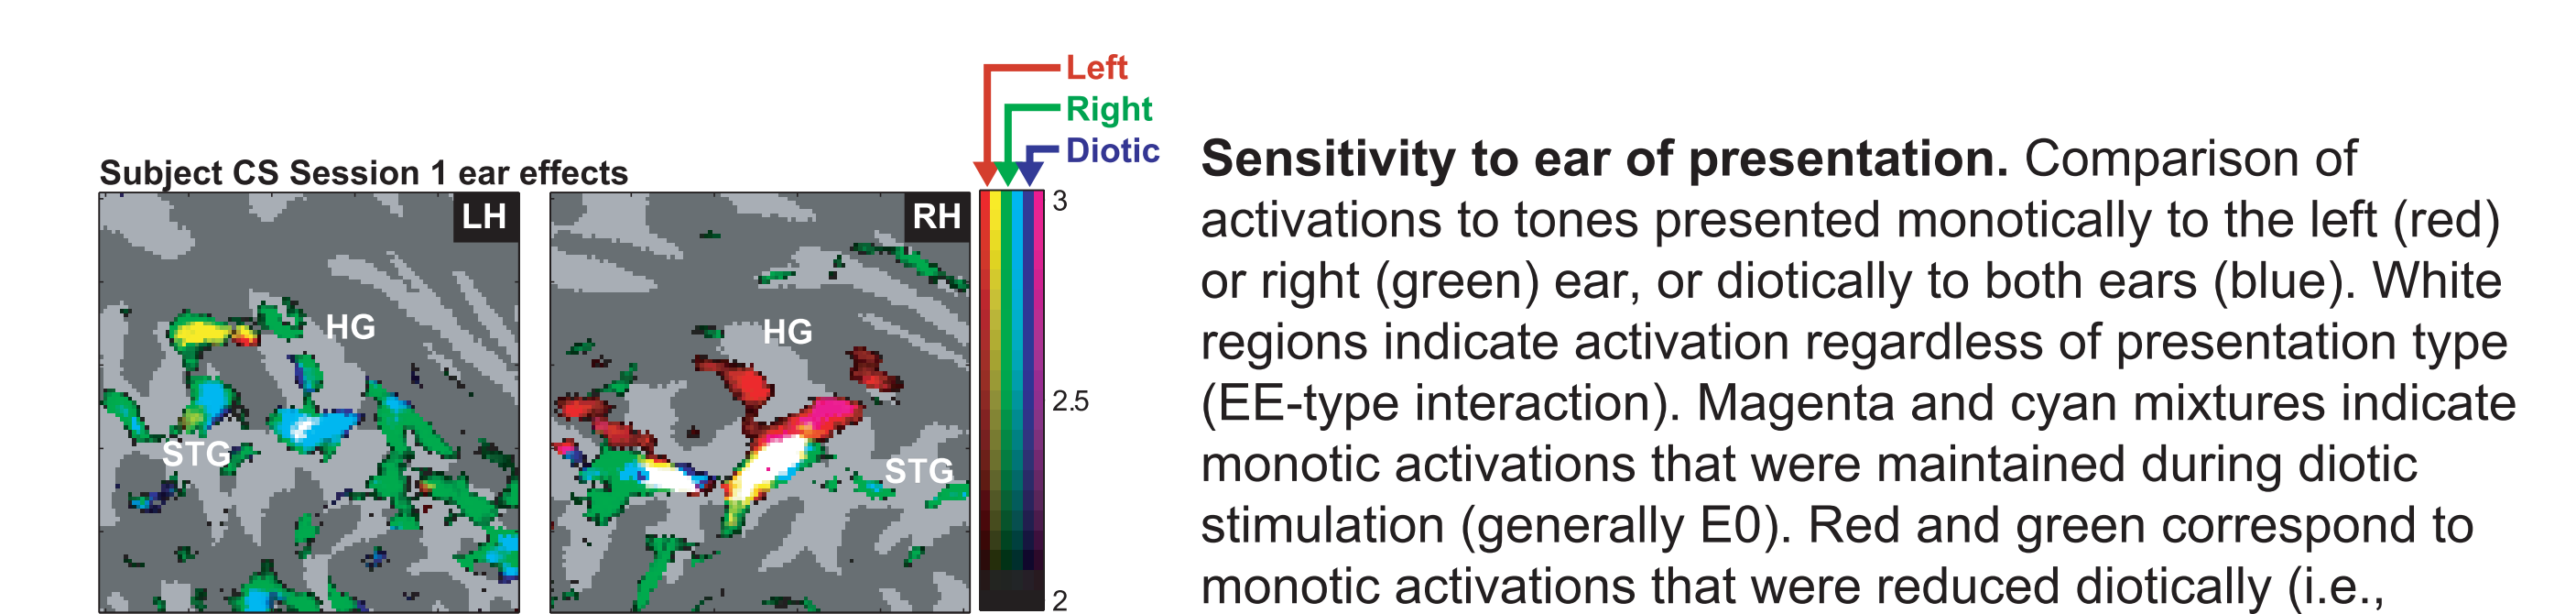 Left
Right
Diotic
Subject CS Session 1 ear effects
LH
RH
HG
HG
STG
STG
3
2.5
2
Sensitivity to ear of presentation. Comparison of
activations to tones presented monotically to the left (red)
or right (green) ear, or diotically to both ears (blue). White
regions indicate activation regardless of presentation type
(EE-type interaction). Magenta and cyan mixtures indicate
monotic activations that were maintained during diotic
stimulation (generally E0). Red and green correspond to
monotic activations that were reduced diotically (i.e.,